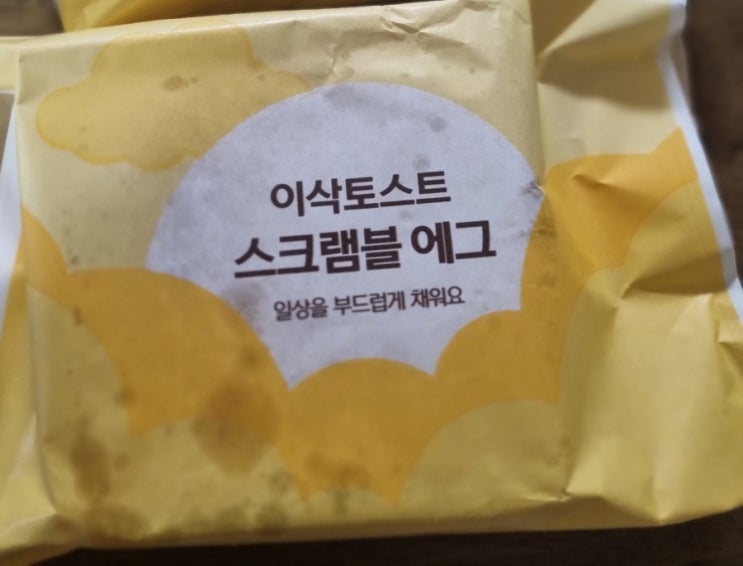 이삭토스트
스크램블 에그
일상을 부드럽게 채워요